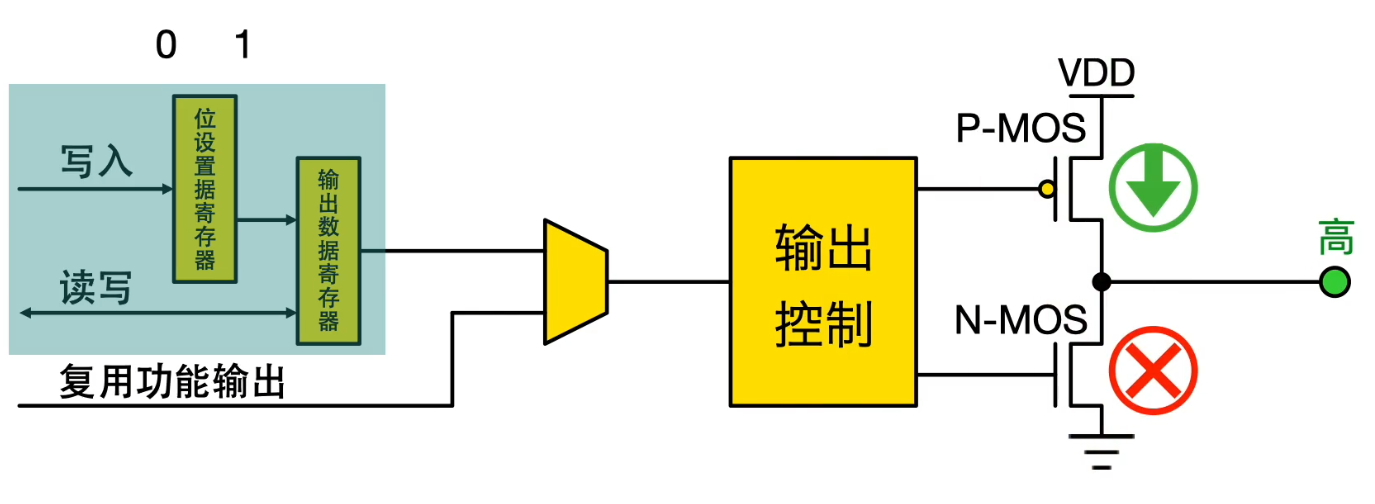 0 1
VDD
P-MOS
写入
位设置据寄存器
输出数据寄存器
读写
输出
控制
高
N-MOS
复用功能输出